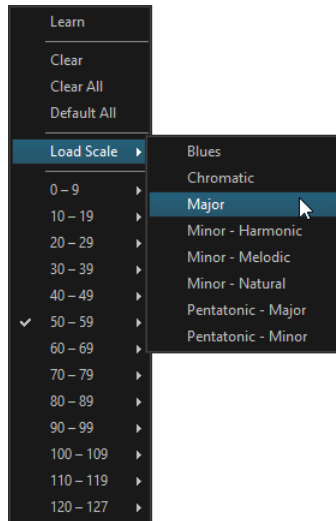 Learn
Clear
Clear All
Default All
Load Scale
Blues
Chromatic
Major
Minor - Harmonic
Minor - Melodic
Minor - Natural
Pentatonic - Major
Pentatonic - Minor
0 – 9
10 – 19
20 – 29
30 – 39
40 – 49
50 – 59
60 – 69
70 – 79
80 – 89
90 – 99
100 – 109
110 – 119
120 – 127